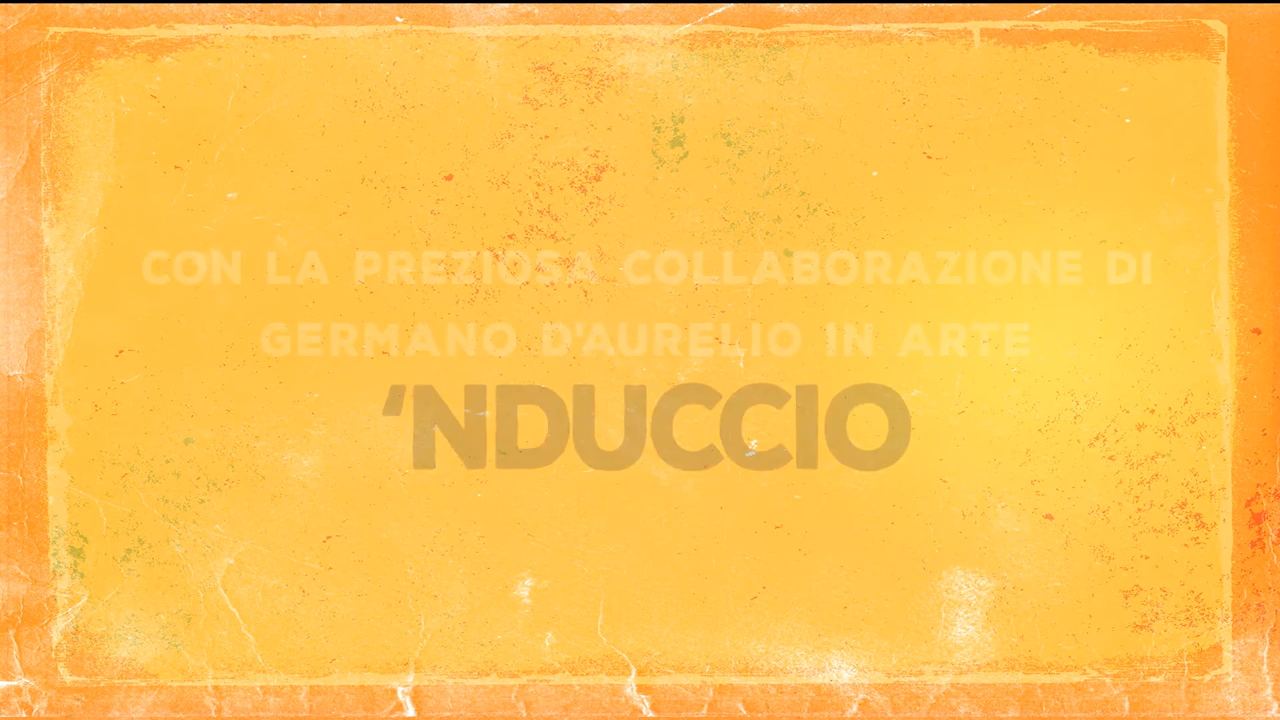 CON LA PREZIOSA COLLABORAZIONE DI
GERMANO D'AURELIO IN ARTE
‘NDUCCIO